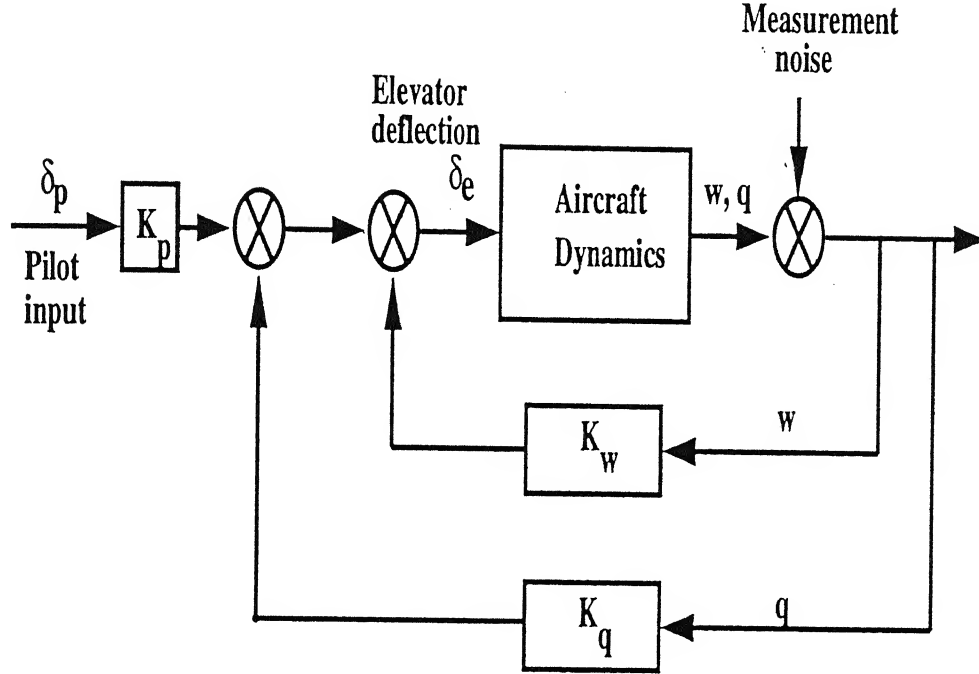 Measurement
noise
Elevator
deflection
δe
δp
Kp
Pilot
input
Aircraft
Dynamics
w, q
Kw
w
Kq
q